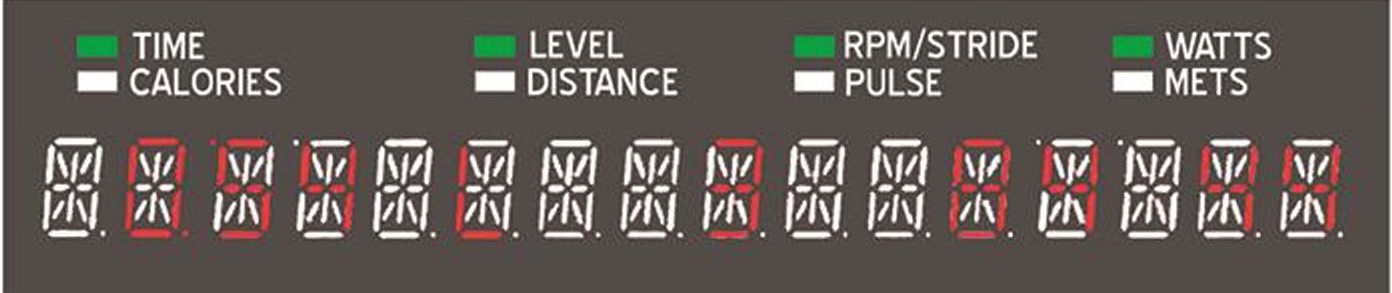 TIME LEVEL RPM/STRIDE WATTS
CALORIES DISTANCE PULSE METS